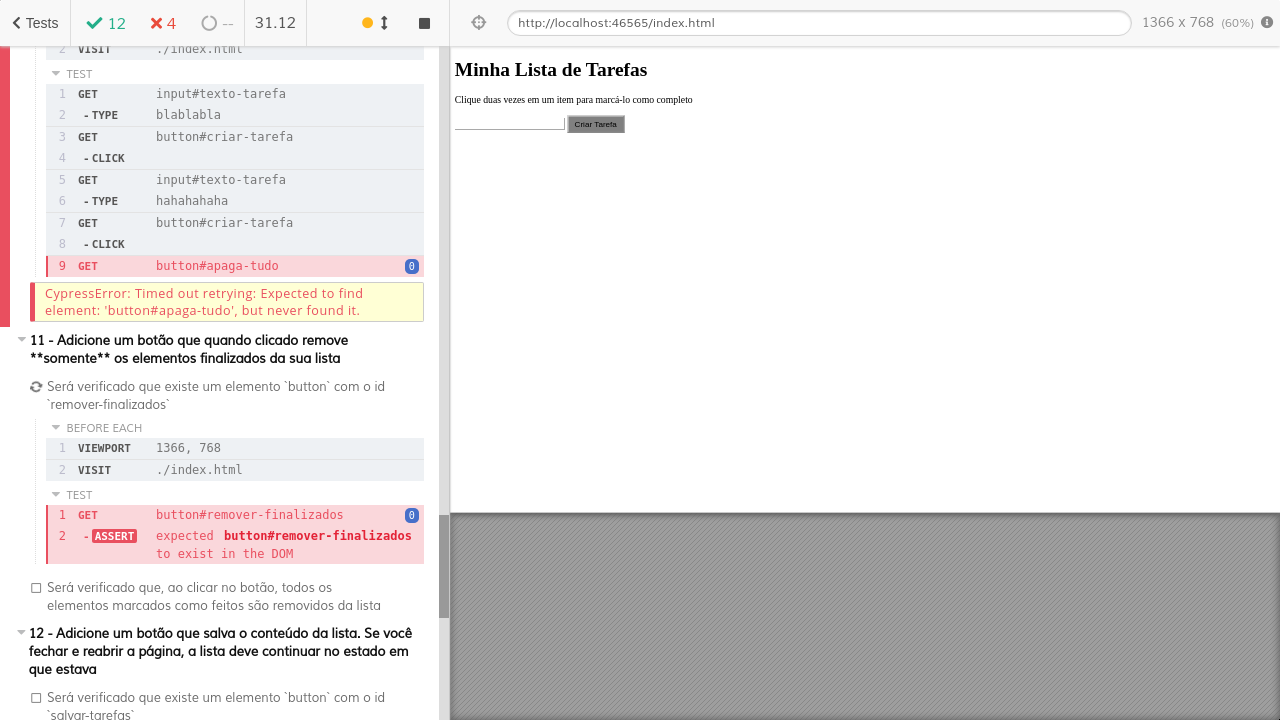 Tests
12
4
--
31.12
http://localhost:46565/index.html
1366 x 768 (60%)
2 VISIT ./index.html
TEST
1 GET input#texto-tarefa
2 -TYPE blablabla
3 GET button#criar-tarefa
4 -CLICK
5 GET input#texto-tarefa
6 -TYPE hahahahaha
7 GET button#criar-tarefa
8 -CLICK
9 GET button#apaga-tudo 0
CypressError: Timed out retrying: Expected to find
element: 'button#apaga-tudo', but never found it.
11 - Adicione um botão que quando clicado remove
**somente** os elementos finalizados da sua lista
Será verificado que existe um elemento `button` com o id
`remover-finalizados`
BEFORE EACH
1 VIEWPORT 1366, 768
2 VISIT ./index.html
TEST
1 GET button#remover-finalizados 0
2 -ASSERT expected button#remover-finalizados
to exist in the DOM
Será verificado que, ao clicar no botão, todos os
elementos marcados como feitos são removidos da lista
12 - Adicione um botão que salva o conteúdo da lista. Se você
fechar e reabrir a página, a lista deve continuar no estado em
que estava
Será verificado que existe um elemento `button` com o id
`salvar-tarefas`
Minha Lista de Tarefas
Clique duas vezes em um item para marcá-lo como completo
Criar Tarefa